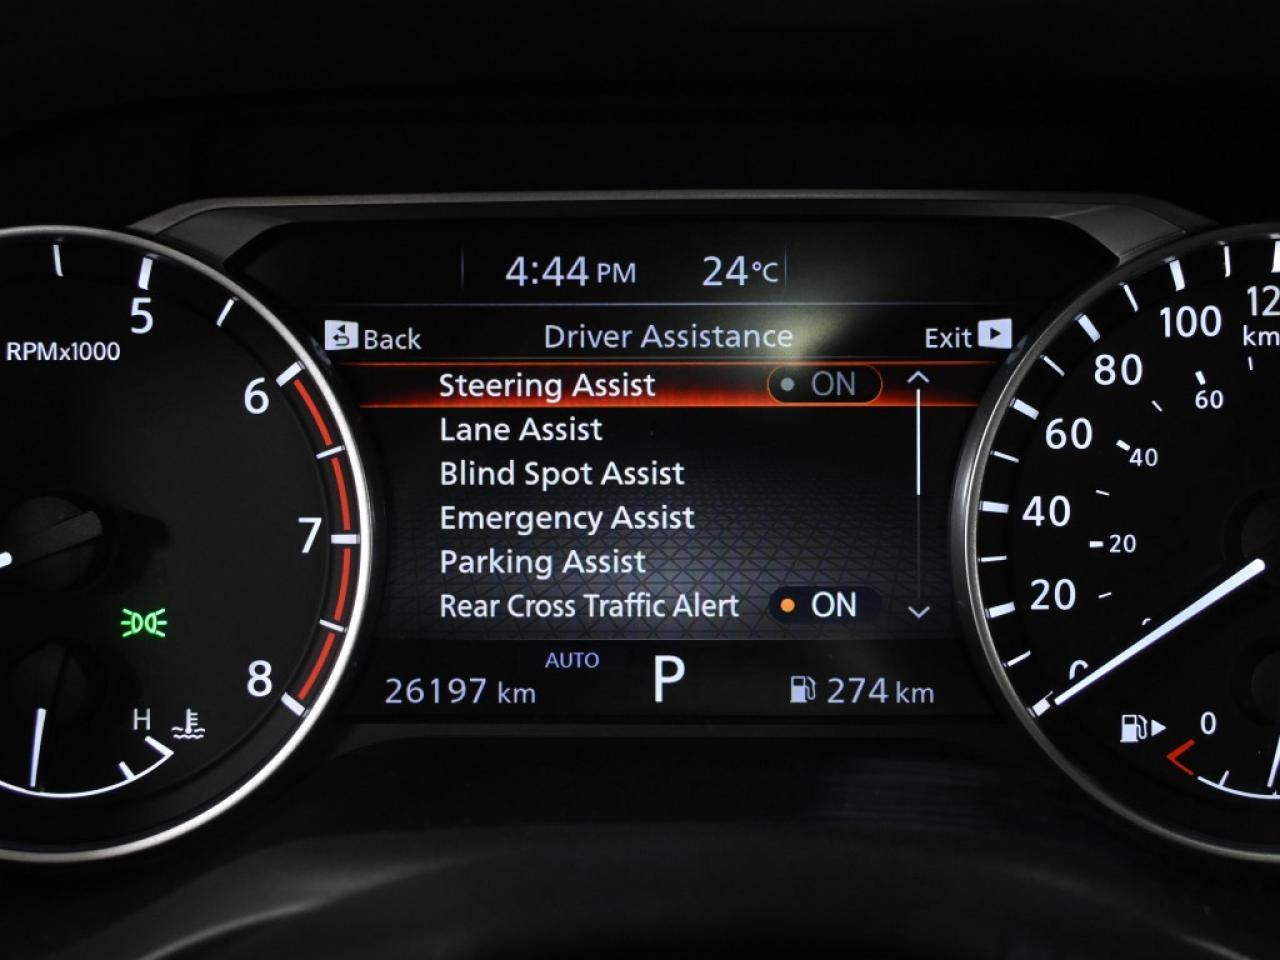 4:44 PM 24°C
Back Driver Assistance Exit
Steering Assist ON
Lane Assist
Blind Spot Assist
Emergency Assist
Parking Assist
Rear Cross Traffic Alert ON
AUTO
26197 km P 274 km
RPMx1000
5
6
7
8
H
120
km
100
80
60
40
20
0
60
40
20
0